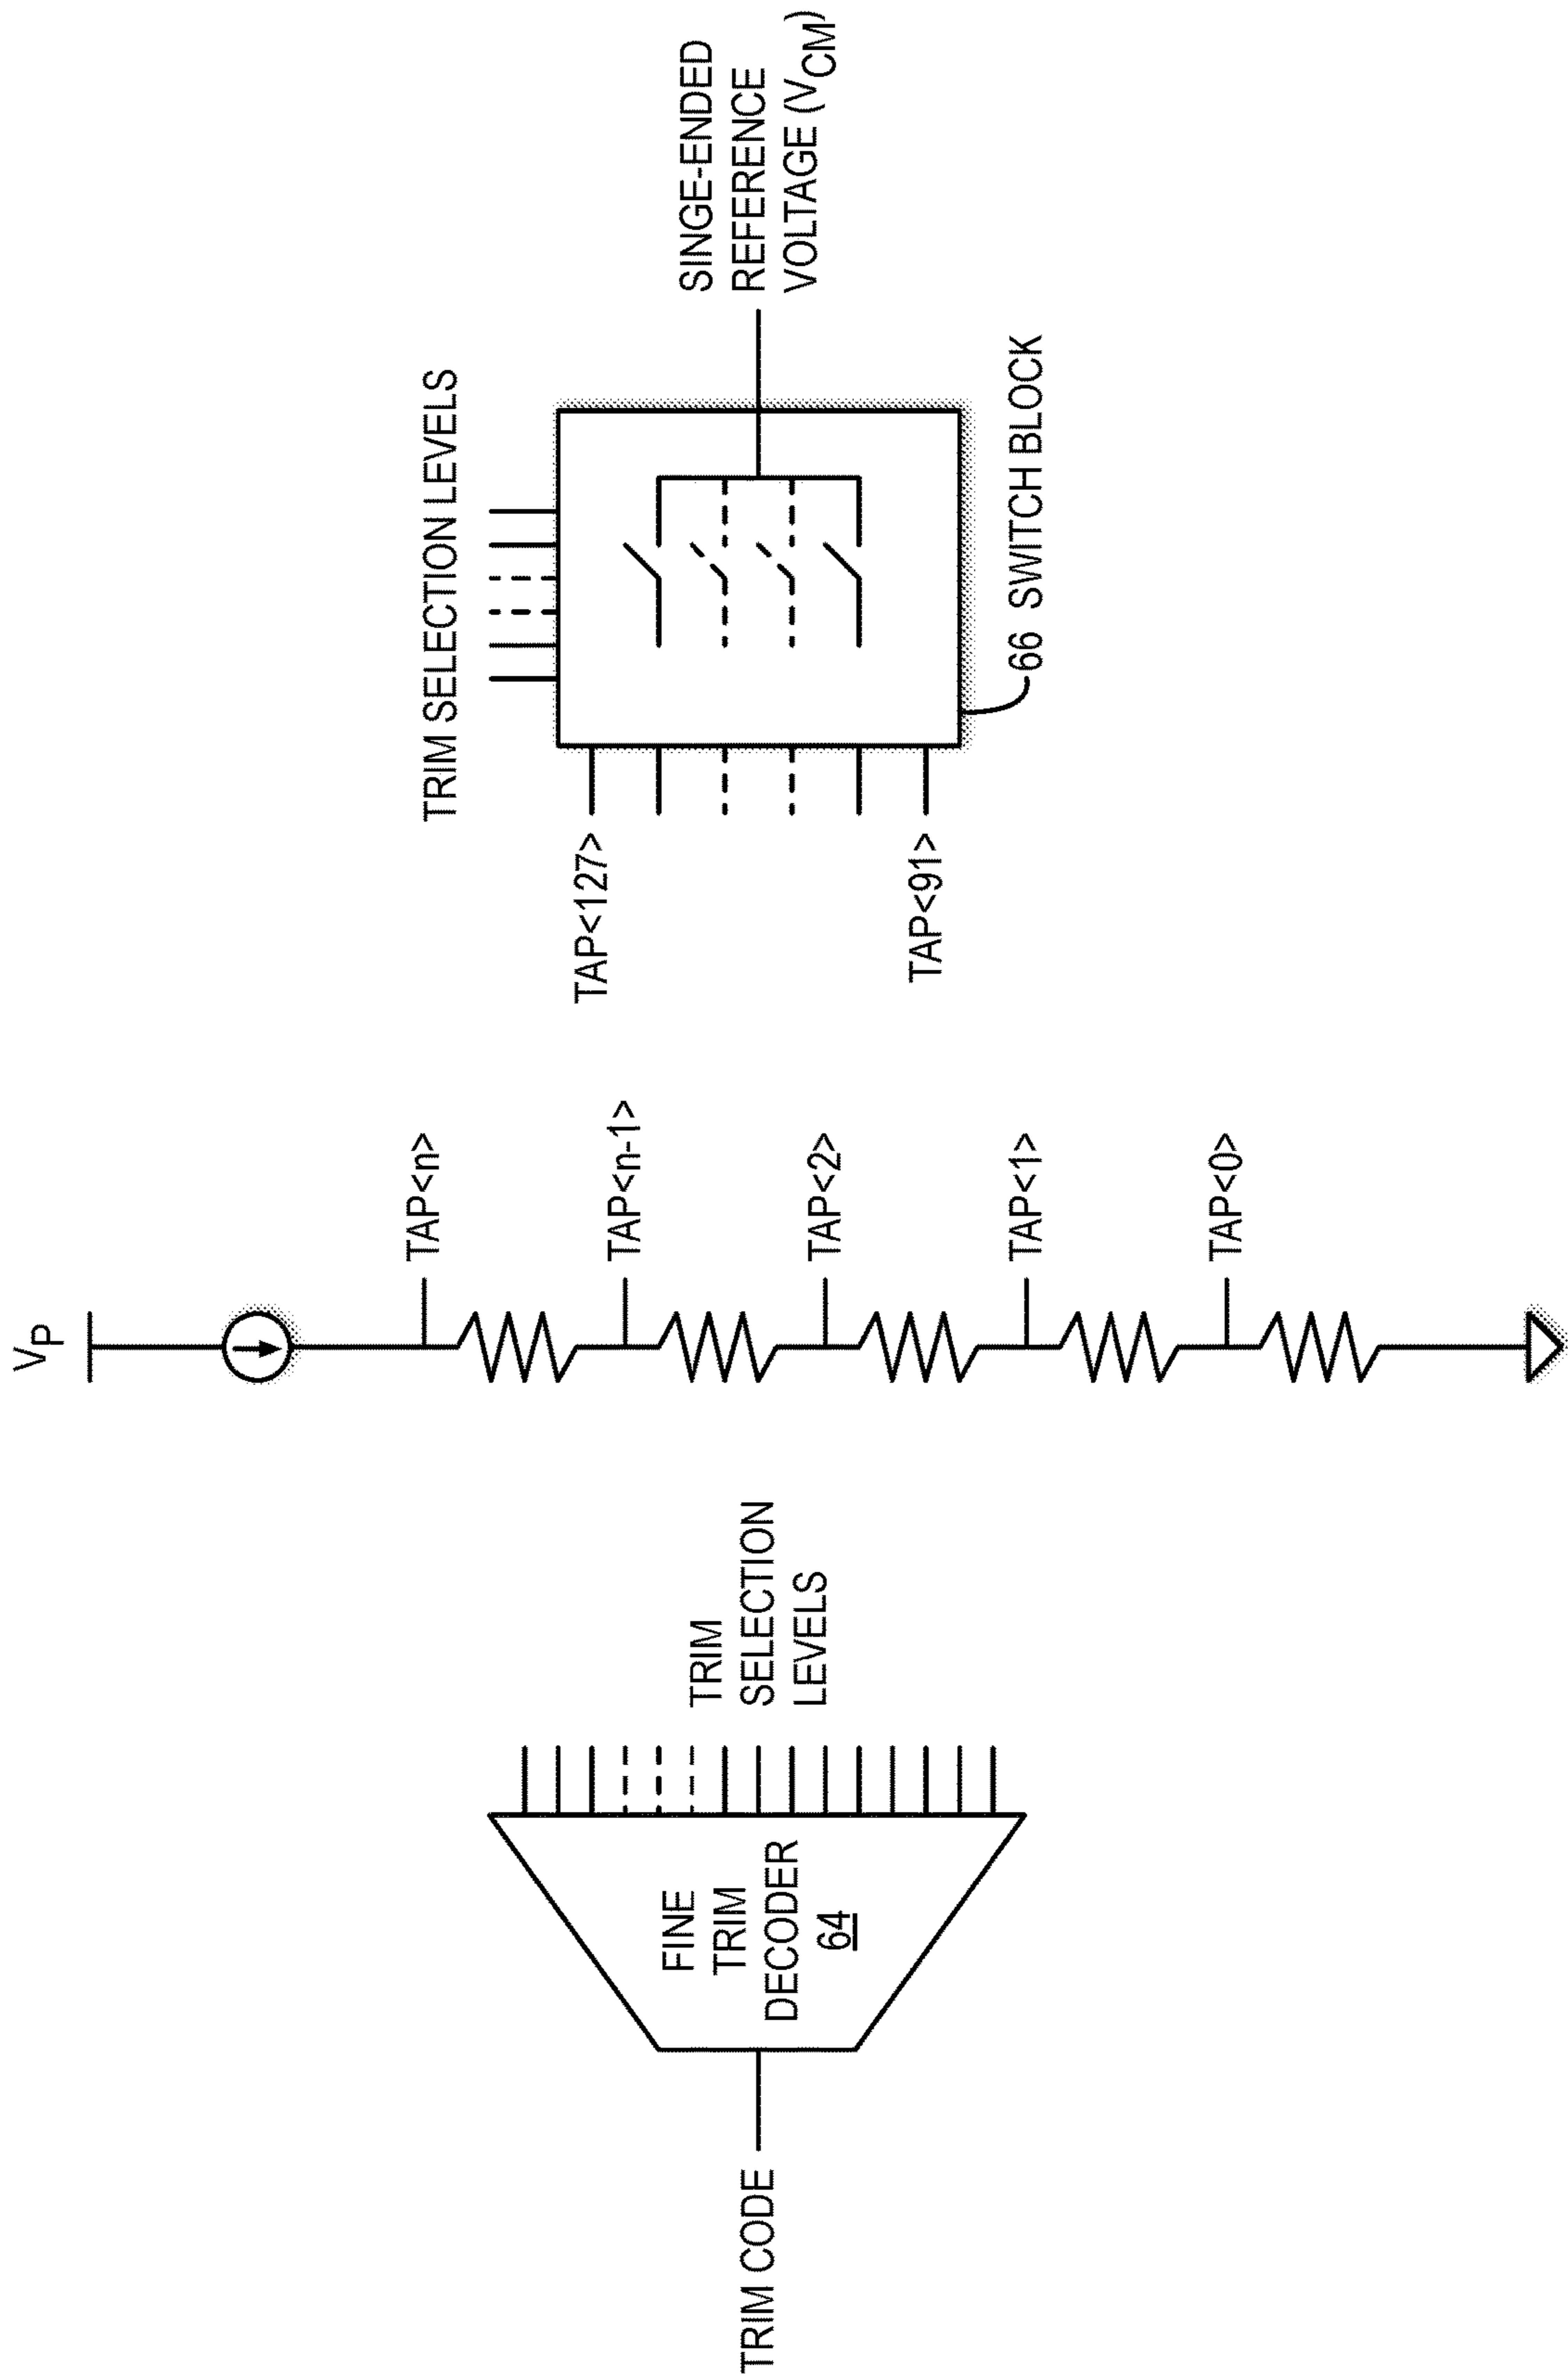 TRIM CODE
FINE
TRIM
DECODER
64
TRIM
SELECTION
LEVELS
VP
TAP<n>
TAP<n-1>
TAP<2>
TAP<1>
TAP<0>
TRIM SELECTION LEVELS
TAP<127>
TAP<91>
66 SWITCH BLOCK
SINGE-ENDED
REFERENCE
VOLTAGE (VCM)